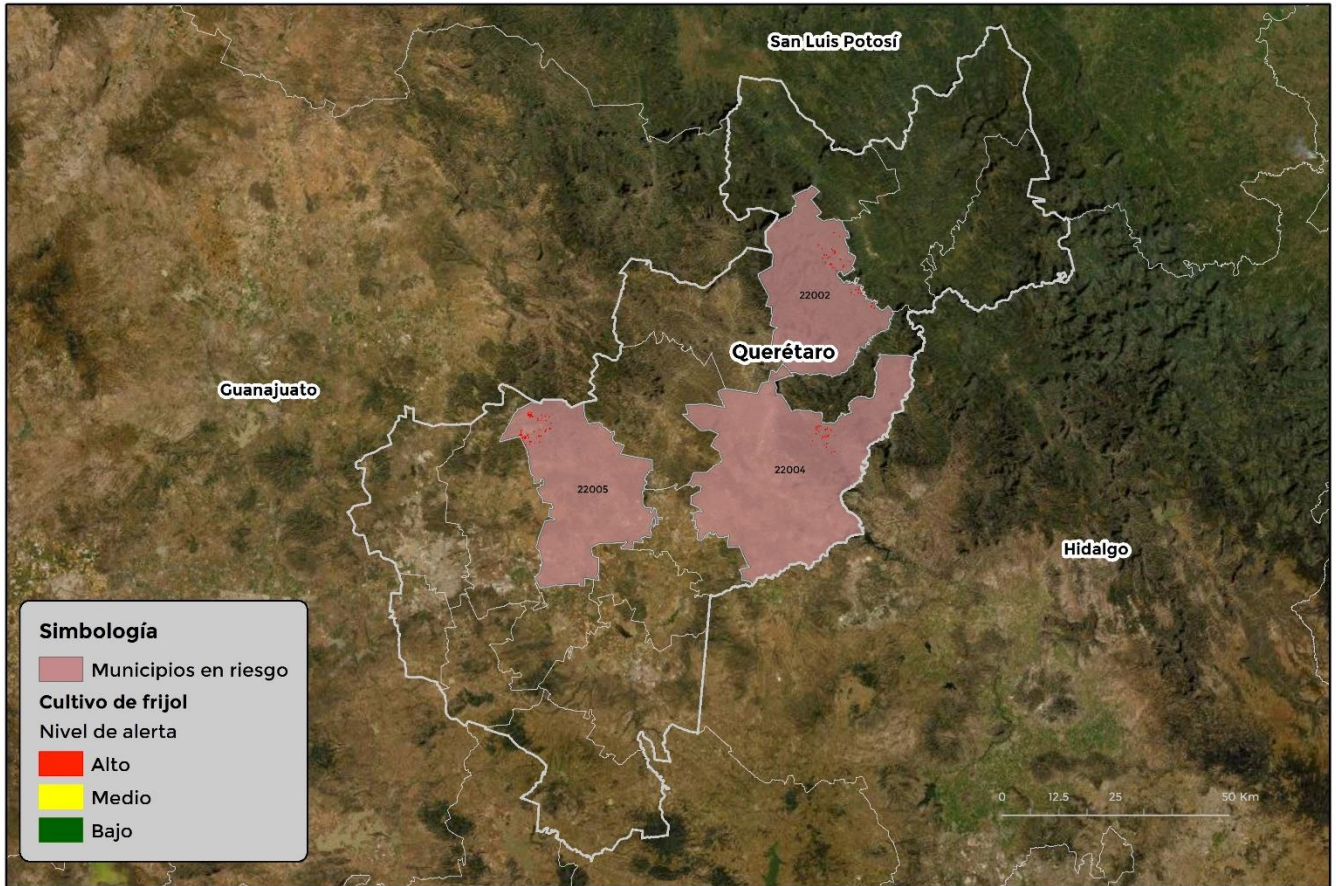 San Luis Potosí
22002
Querétaro
Guanajuato
22004
22005
Hidalgo
Simbología
Municipios en riesgo
Cultivo de frijol
Nivel de alerta
Alto
Medio
Bajo
0 12.5 25 50 Km